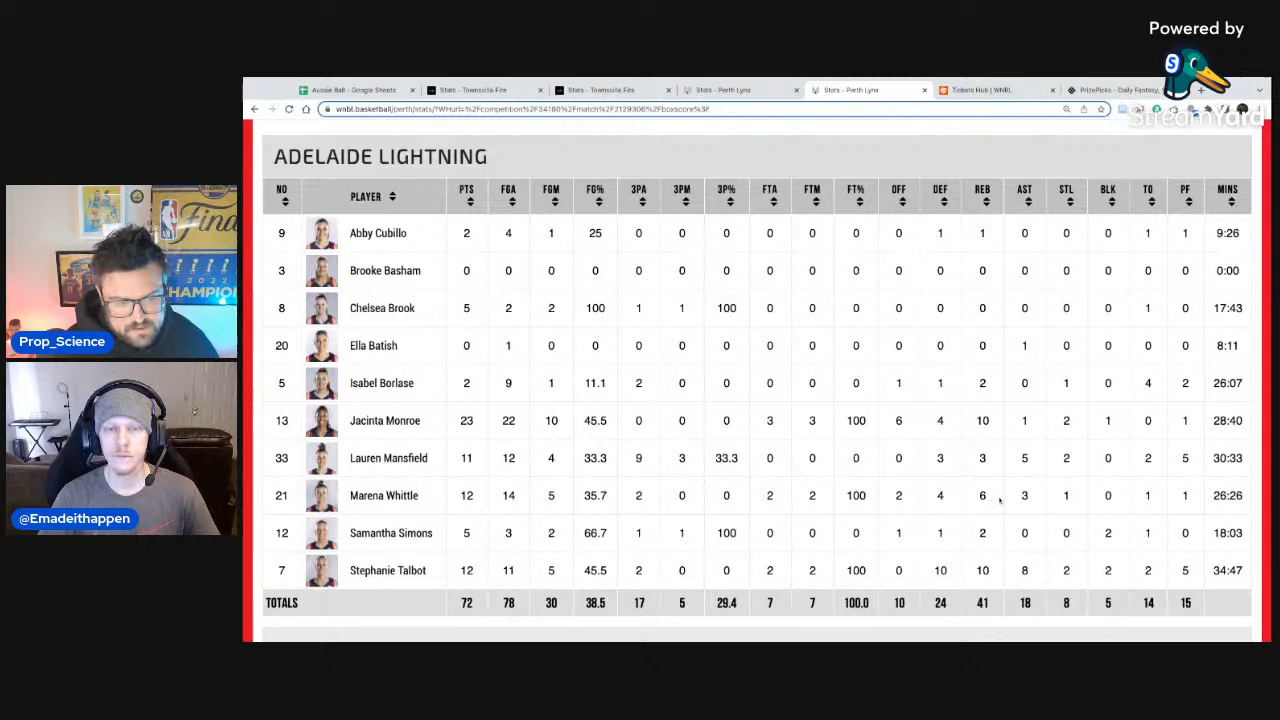 Powered by
StreamYard
Aussie Ball - Google Sheets
Stats - Townsville Fire
Stats - Townsville Fire
Stats - Perth Lynx
Stats - Perth Lynx
Tickets Hub | WNBL
PrizePicks - Daily Fantasy
wnbl.basketball/perth/stats/?WHurl=%2Fcompetition%2F34180%2Fmatch%2F2129306%2Fboxscore%3F
ADELAIDE LIGHTNING
NO PLAYER PTS FGA FGM FG% 3PA 3PM 3P% FTA FTM FT% OFF DEF REB AST STL BLK TO PF MINS
9 Abby Cubillo 2 4 1 25 0 0 0 0 0 0 0 1 1 0 0 0 1 1 9:26
3 Brooke Basham 0 0 0 0 0 0 0 0 0 0 0 0 0 0 0 0 0 0 0:00
8 Chelsea Brook 5 2 2 100 1 1 100 0 0 0 0 0 0 0 0 0 1 0 17:43
20 Ella Batish 0 1 0 0 0 0 0 0 0 0 0 0 0 1 0 0 0 0 8:11
5 Isabel Borlase 2 9 1 11.1 2 0 0 0 0 0 1 1 2 0 1 0 4 2 26:07
13 Jacinta Monroe 23 22 10 45.5 0 0 0 3 3 100 6 4 10 1 2 1 0 1 28:40
33 Lauren Mansfield 11 12 4 33.3 9 3 33.3 0 0 0 0 3 3 5 2 0 2 5 30:33
21 Marena Whittle 12 14 5 35.7 2 0 0 2 2 100 2 4 6 3 1 0 1 1 26:26
12 Samantha Simons 5 3 2 66.7 1 1 100 0 0 0 1 1 2 0 0 2 1 0 18:03
7 Stephanie Talbot 12 11 5 45.5 2 0 0 2 2 100 0 10 10 8 2 2 2 5 34:47
TOTALS 72 78 30 38.5 17 5 29.4 7 7 100.0 10 24 41 18 8 5 14 15
NBA
Finals
2022
CHAMPIONS
Prop_Science
@Emadeithappen